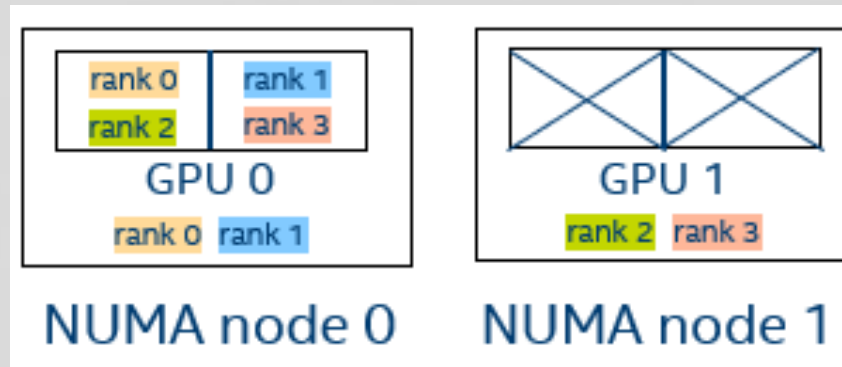 rank 0 rank 1
rank 2 rank 3
GPU 0
rank 0 rank 1
NUMA node 0
GPU 1
rank 2 rank 3
NUMA node 1